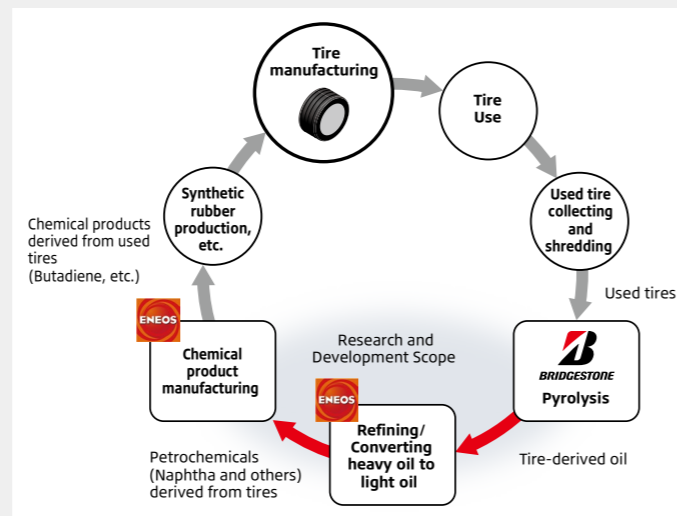 Tire
manufacturing
Tire
Use
Used tire
collecting
and
shredding
Used tires
BRIDGESTONE
Pyrolysis
Tire-derived oil
Research and
Development Scope
ENEOS
Refining/
Converting
heavy oil to
light oil
Petrochemicals
(Naphtha and others)
derived from tires
ENEOS
Chemical
product
manufacturing
Chemical products
derived from used
tires
(Butadiene, etc.)
Synthetic
rubber
production,
etc.